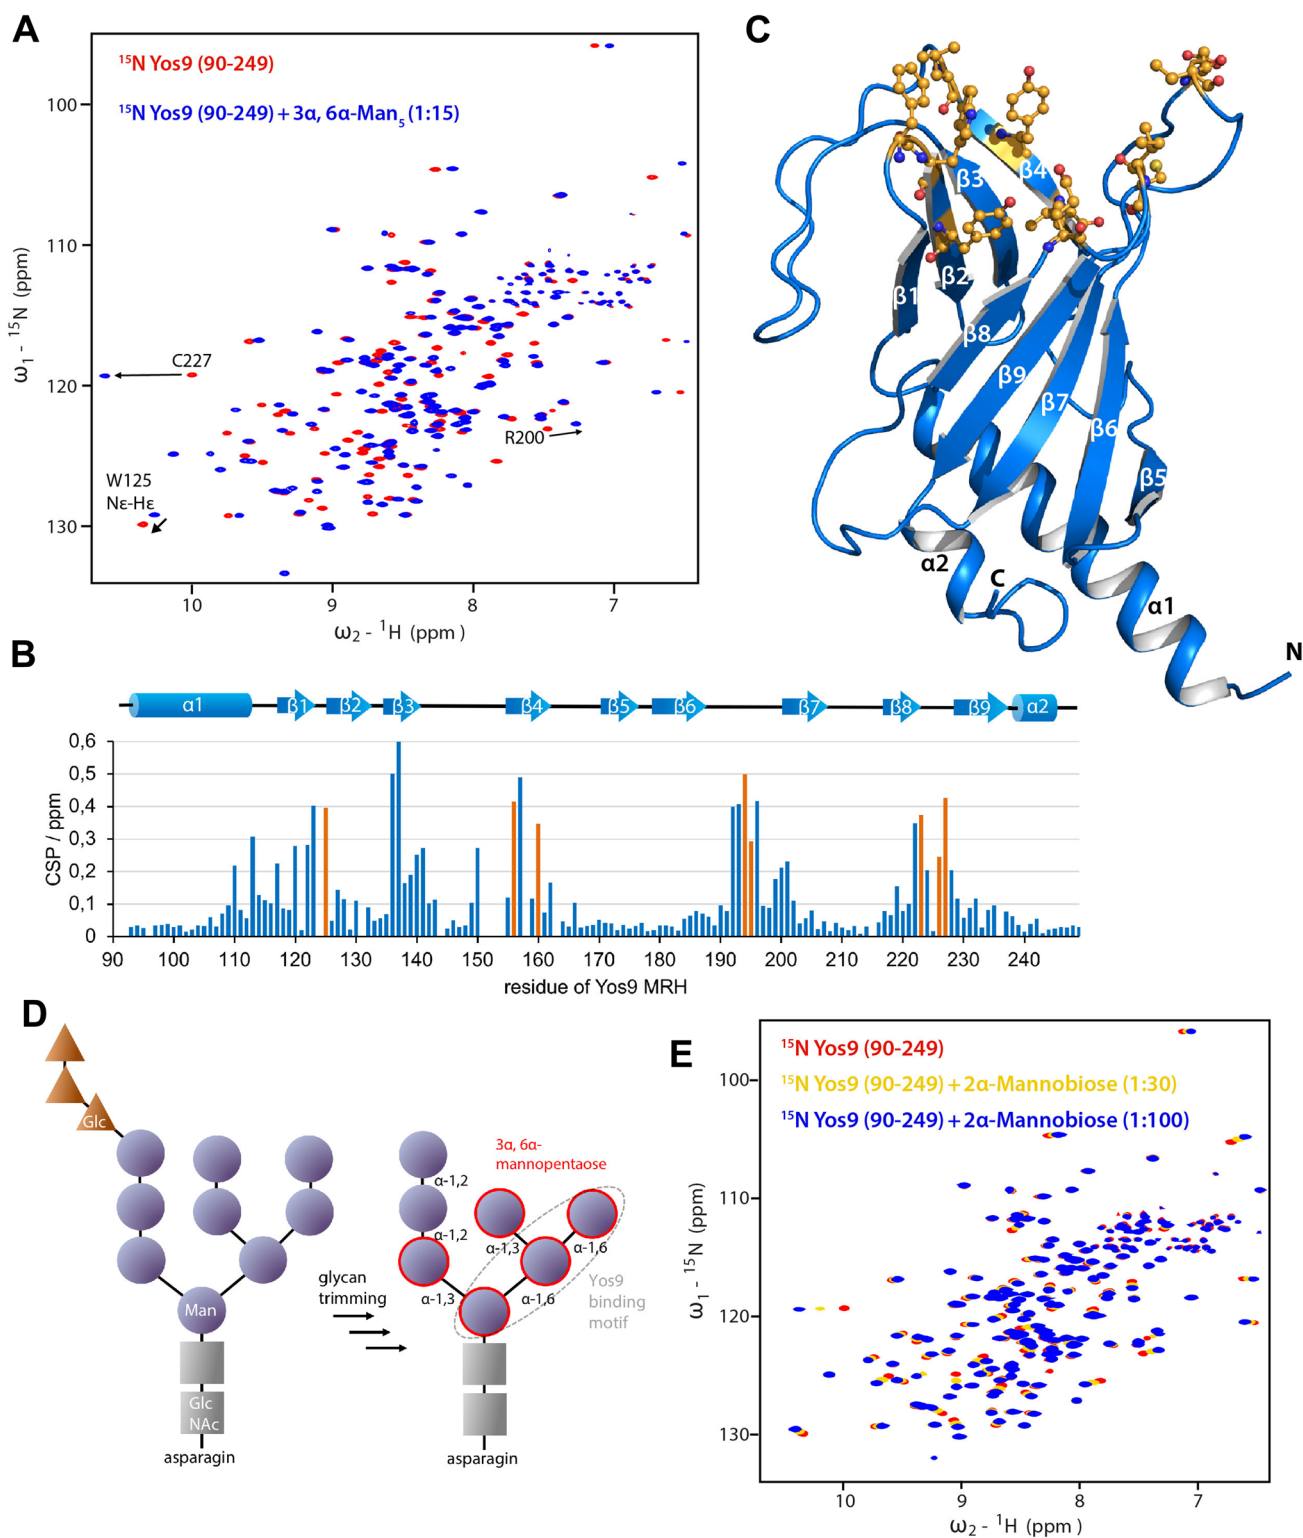 A
¹⁵N Yos9 (90-249)
¹⁵N Yos9 (90-249) + 3α, 6α-Man₅ (1:15)
100
110
120
130
ω₁ - ¹⁵N (ppm)
C227
R200
W125
Nε-Hε
10
9
8
7
ω₂ - ¹H (ppm)
B
α1
β1
β2
β3
β4
β5
β6
β7
β8
β9
α2
0,6
0,5
0,4
0,3
0,2
0,1
0
CSP / ppm
90
100
110
120
130
140
150
160
170
180
190
200
210
220
230
240
residue of Yos9 MRH
C
β3
β4
β1
β2
β8
β9
β7
β6
β5
α2
C
α1
N
D
Glc
Man
Glc
NAc
asparagin
glycan
trimming
3α, 6α-
mannopentaose
α-1,2
α-1,2
α-1,3
α-1,6
α-1,3
α-1,6
Yos9
binding
motif
asparagin
E
¹⁵N Yos9 (90-249)
¹⁵N Yos9 (90-249) + 2α-Mannobiose (1:30)
¹⁵N Yos9 (90-249) + 2α-Mannobiose (1:100)
100
110
120
130
ω₁ - ¹⁵N (ppm)
10
9
8
7
ω₂ - ¹H (ppm)